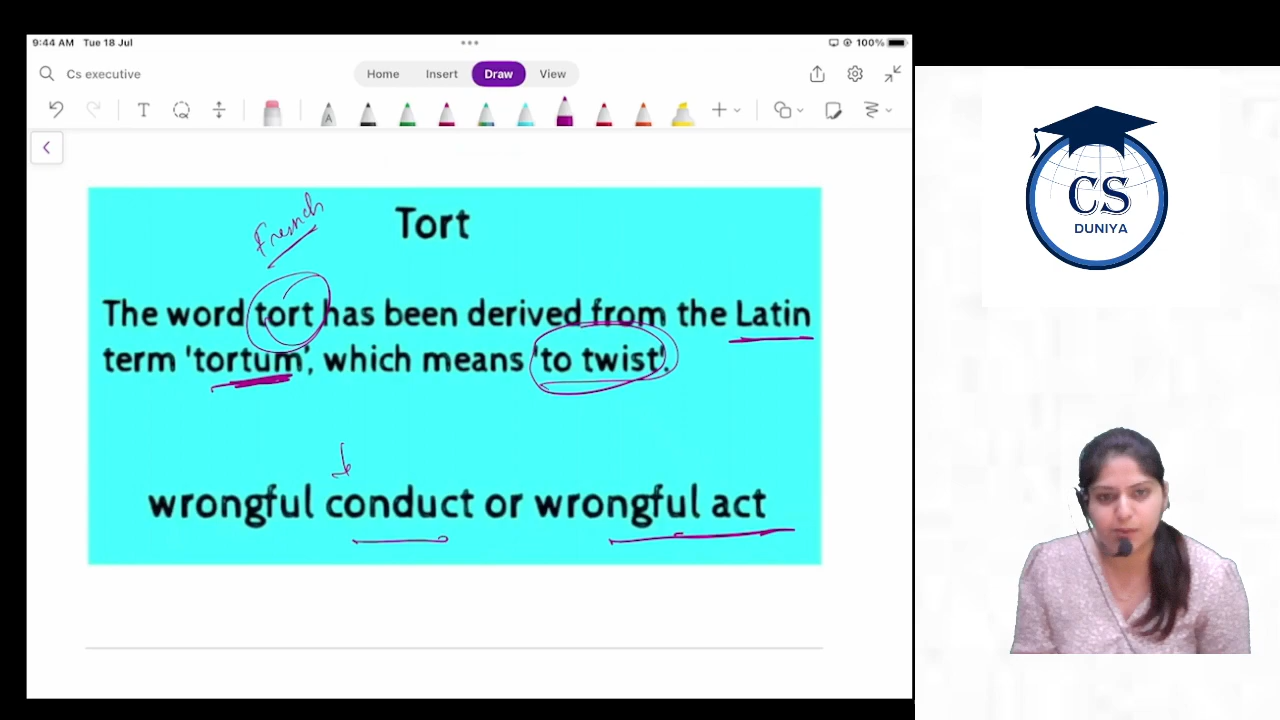 9:44 AM Tue 18 Jul
100%
Cs executive
Home Insert Draw View
T
A
CS
DUNIYA
French
Tort
The word tort has been derived from the Latin
term 'tortum', which means 'to twist'.
wrongful conduct or wrongful act